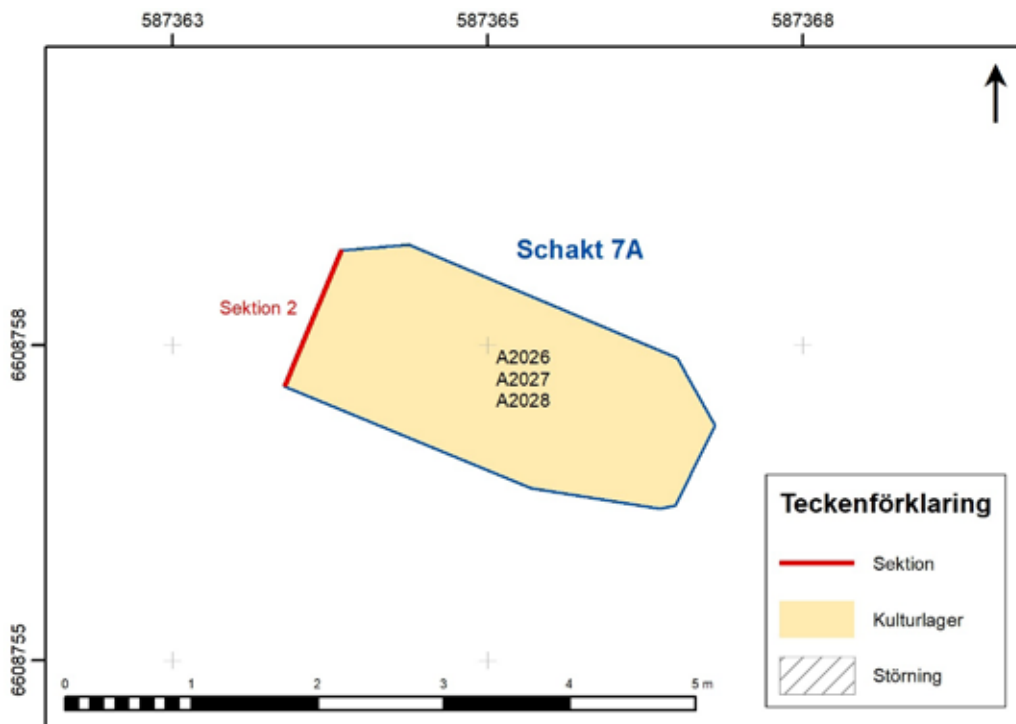 587363 587365 587368
Schakt 7A
Sektion 2
6608758
A2026
A2027
A2028
Teckenförklaring
Sektion
Kulturlager
Störning
6608755
0 1 2 3 4 5 m